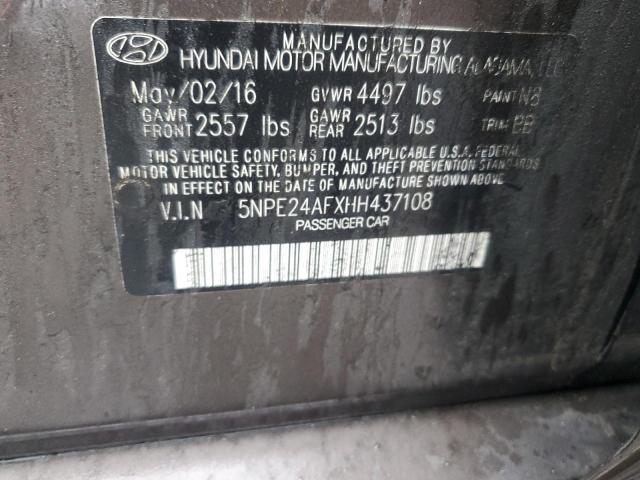 MANUFACTURED BY
HYUNDAI MOTOR MANUFACTURING ALABAMA, LLC
May/02/16 GVWR 4497 lbs PAINT N8
GAWR FRONT 2557 lbs GAWR REAR 2513 lbs TRIM BB
THIS VEHICLE CONFORMS TO ALL APPLICABLE U.S.A. FEDERAL
MOTOR VEHICLE SAFETY, BUMPER, AND THEFT PREVENTION STANDARDS
IN EFFECT ON THE DATE OF MANUFACTURE SHOWN ABOVE.
V.I.N 5NPE24AFXHH437108
PASSENGER CAR